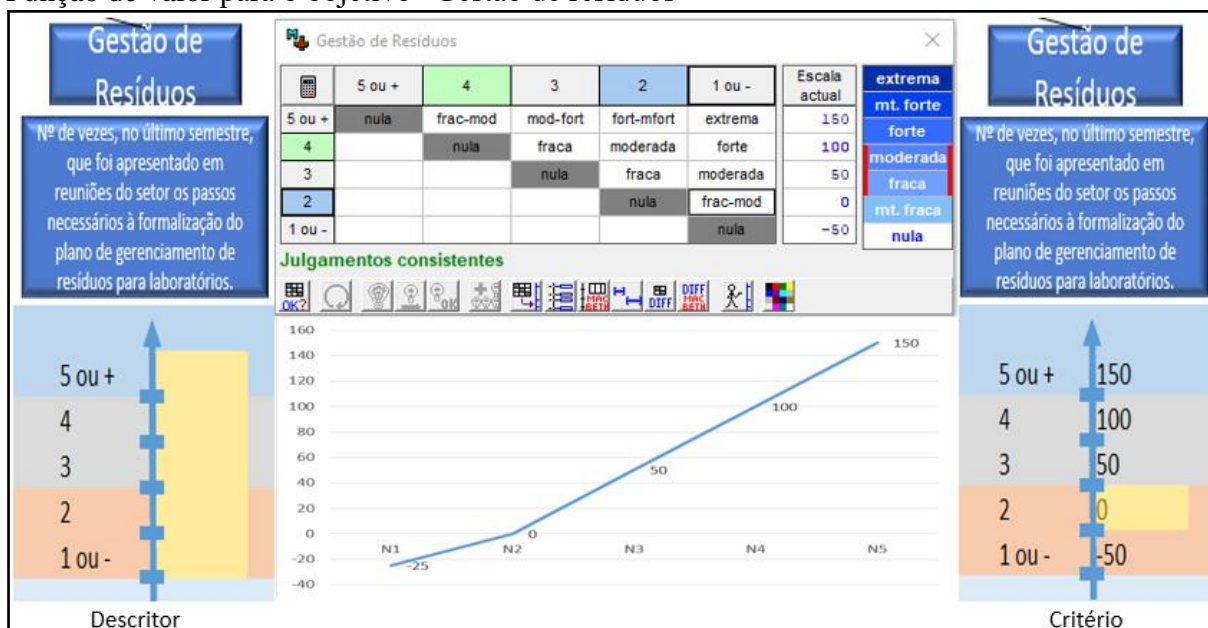 Função de valor para o objetivo - Gestão de resíduos
Gestão de
Resíduos
Nº de vezes, no último semestre,
que foi apresentado em
reuniões do setor os passos
necessários à formalização do
plano de gerenciamento de
resíduos para laboratórios.
5 ou +
4
3
2
1 ou -
Descritor
Gestão de Resíduos
5 ou + 4 3 2 1 ou - Escala
actual
5 ou + nula frac-mod mod-fort fort-mfort extrema 150
4 nula fraca moderada forte 100
3 nula fraca moderada 50
2 nula frac-mod 0
1 ou - nula -50
extrema
mt. forte
forte
moderada
fraca
mt. fraca
nula
Julgamentos consistentes
OK?
OK
MAC
BETH
DIFF
DIFF
MAC
BETH
160
140
120
100
80
60
40
20
0
-20
-40
N1 N2 N3 N4 N5
-25
0
50
100
150
Gestão de
Resíduos
Nº de vezes, no último semestre,
que foi apresentado em
reuniões do setor os passos
necessários à formalização do
plano de gerenciamento de
resíduos para laboratórios.
5 ou + 150
4 100
3 50
2 0
1 ou - -50
Critério